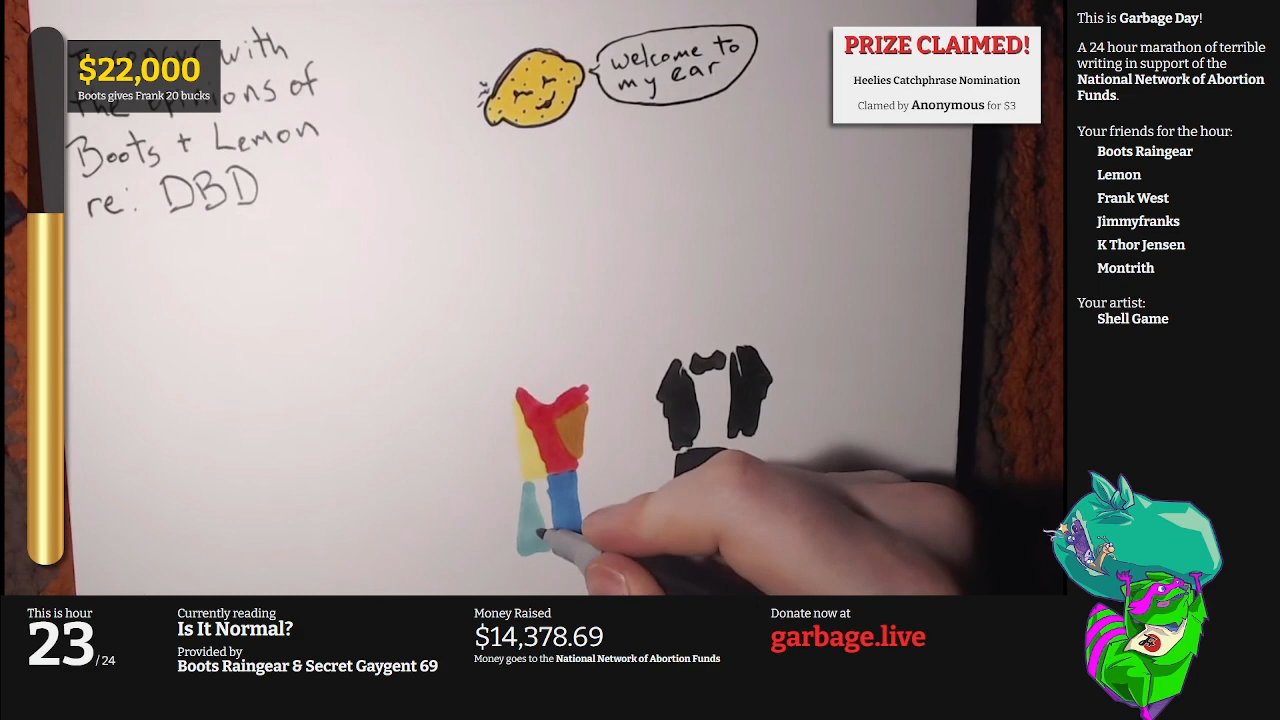 $22,000
Boots gives Frank 20 bucks
with
of
Boots + Lemon
re: DBD
welcome to
my ear
PRIZE CLAIMED!
Heelies Catchphrase Nomination
Clamed by Anonymous for $3
This is Garbage Day!
A 24 hour marathon of terrible
writing in support of the
National Network of Abortion
Funds.
Your friends for the hour:
Boots Raingear
Lemon
Frank West
Jimmyfranks
K Thor Jensen
Montrith
Your artist:
Shell Game
This is hour
23 / 24
Currently reading
Is It Normal?
Provided by
Boots Raingear & Secret Gaygent 69
Money Raised
$14,378.69
Money goes to the National Network of Abortion Funds
Donate now at
garbage.live